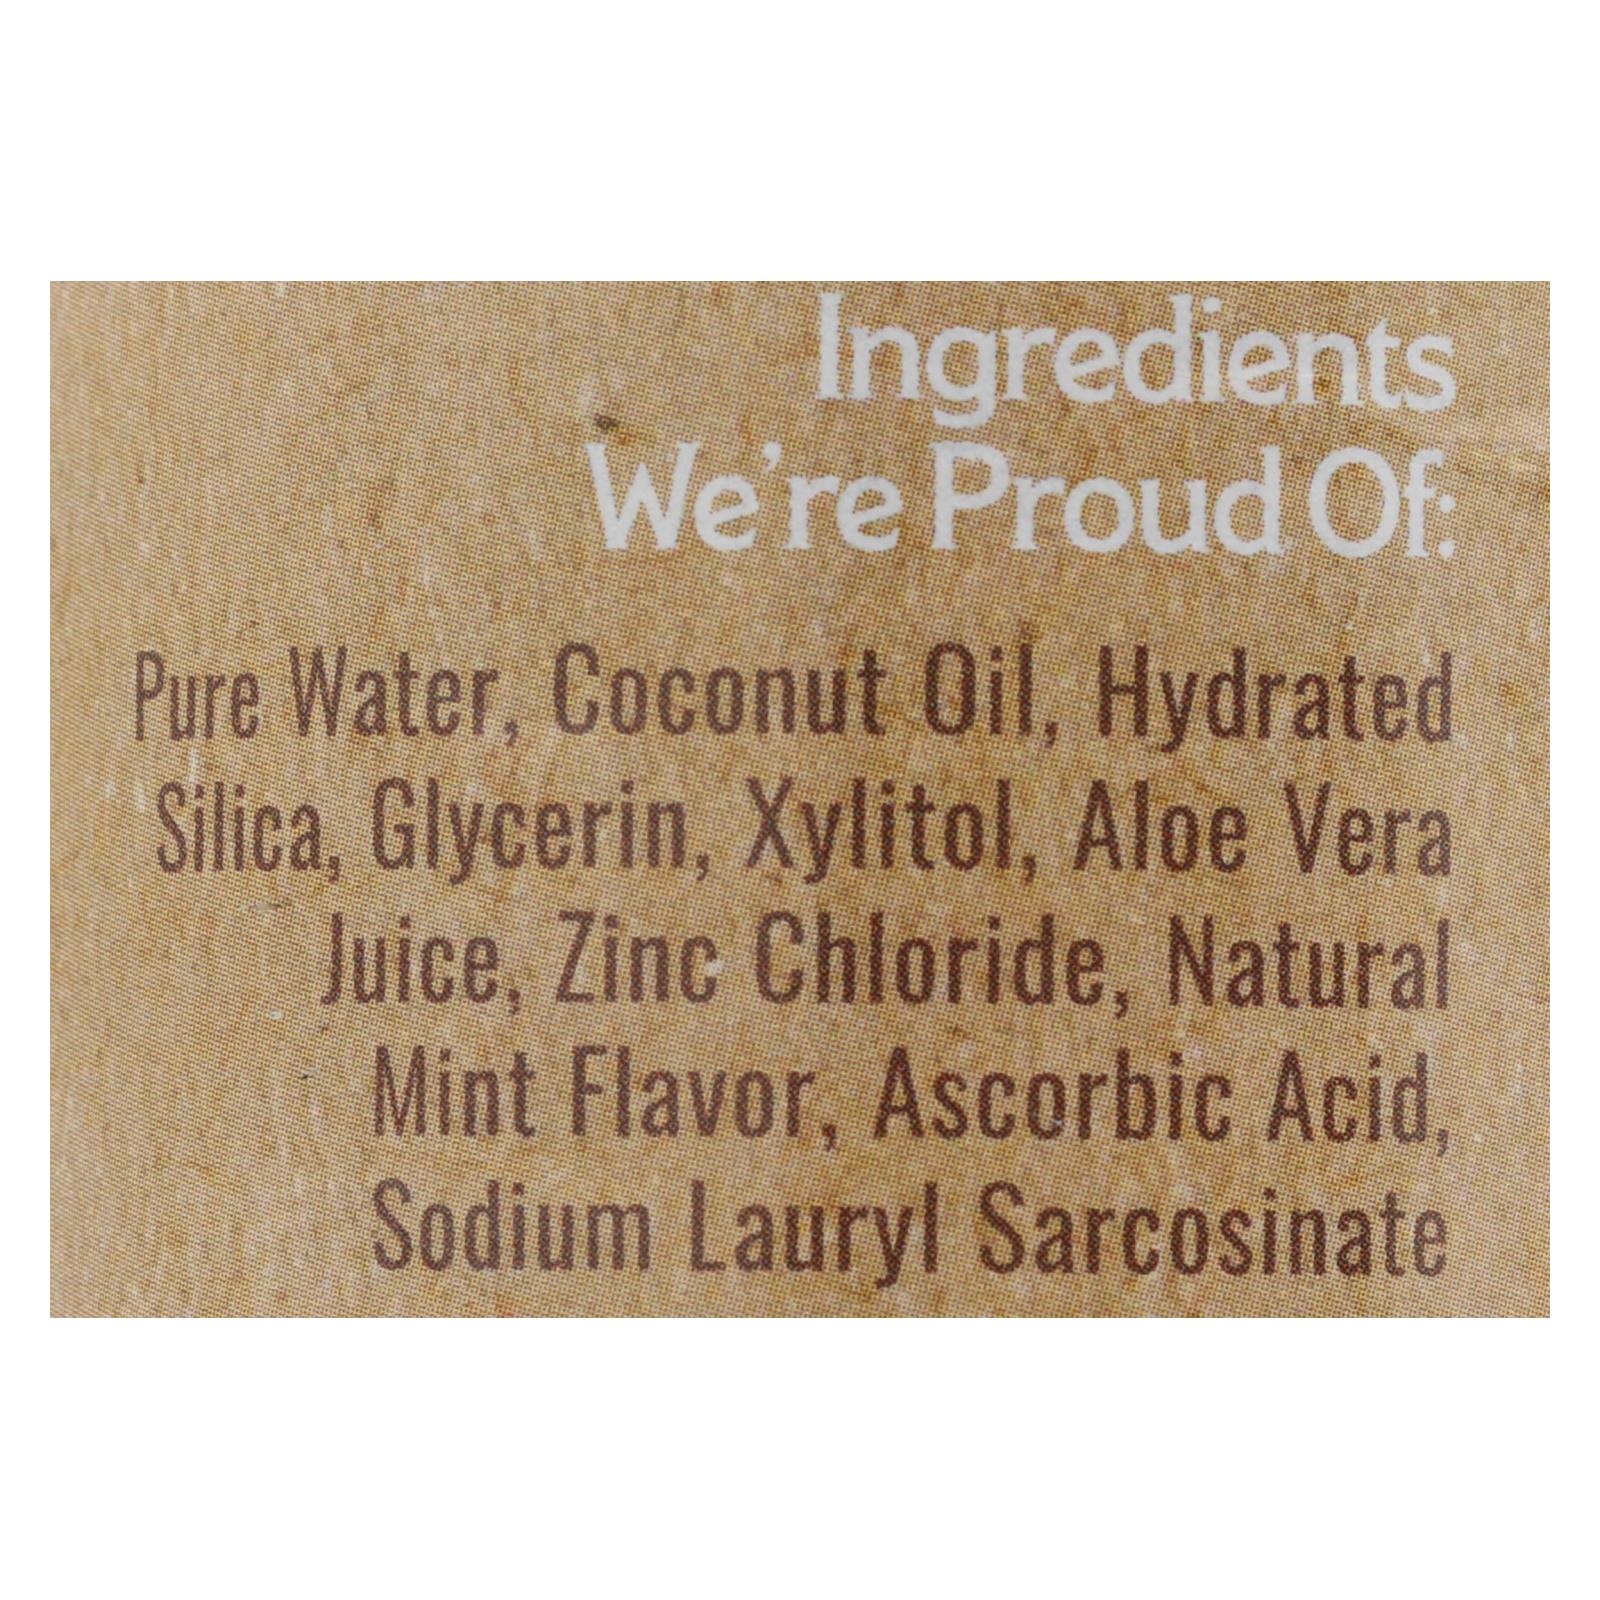 Ingredients
We're Proud Of:
Pure Water, Coconut Oil, Hydrated
Silica, Glycerin, Xylitol, Aloe Vera
Juice, Zinc Chloride, Natural
Mint Flavor, Ascorbic Acid,
Sodium Lauryl Sarcosinate